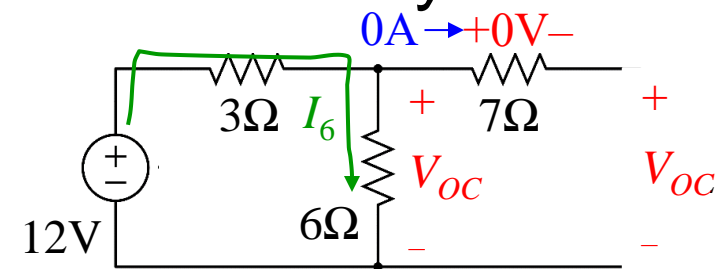 0A +0V–
+ + +
3Ω I6 7Ω
VOC VOC
–
6Ω
12V – –